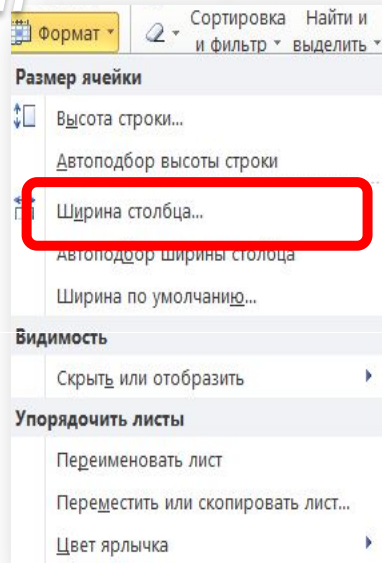 Формат
Сортировка и фильтр
Найти и выделить
Размер ячейки
Высота строки...
Автоподбор высоты строки
Ширина столбца...
Автоподбор ширины столбца
Ширина по умолчанию...
Видимость
Скрыть или отобразить
Упорядочить листы
Переименовать лист
Переместить или скопировать лист...
Цвет ярлычка